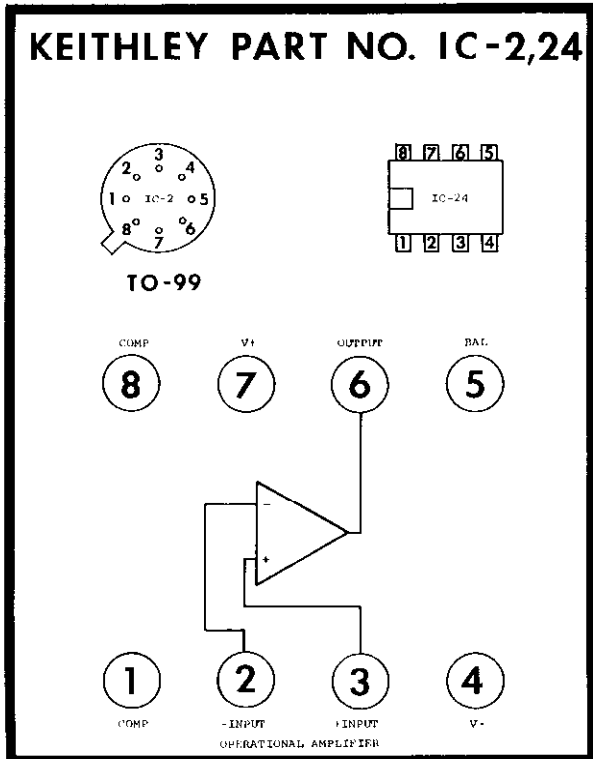 KEITHLEY PART NO. IC-2,24
3
2 4
1 IC-2 5
8 6
7
TO-99
8 7 6 5
IC-24
1 2 3 4
COMP V+ OUTPUT BAL
8 7 6 5
-
+
1 2 3 4
COMP -INPUT +INPUT V-
OPERATIONAL AMPLIFIER